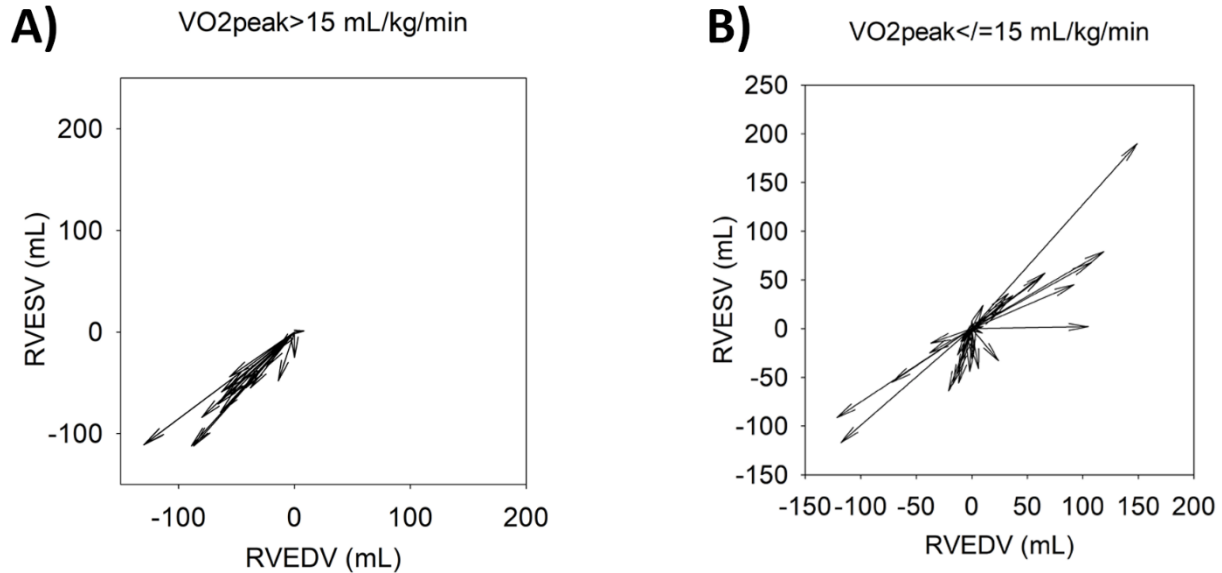 A)
VO2peak>15 mL/kg/min
200
100
0
-100
RVESV (mL)
-100 0 100 200
RVEDV (mL)
B)
VO2peak</=15 mL/kg/min
250
200
150
100
50
0
-50
-100
-150
RVESV (mL)
-150 -100 -50 0 50 100 150 200
RVEDV (mL)